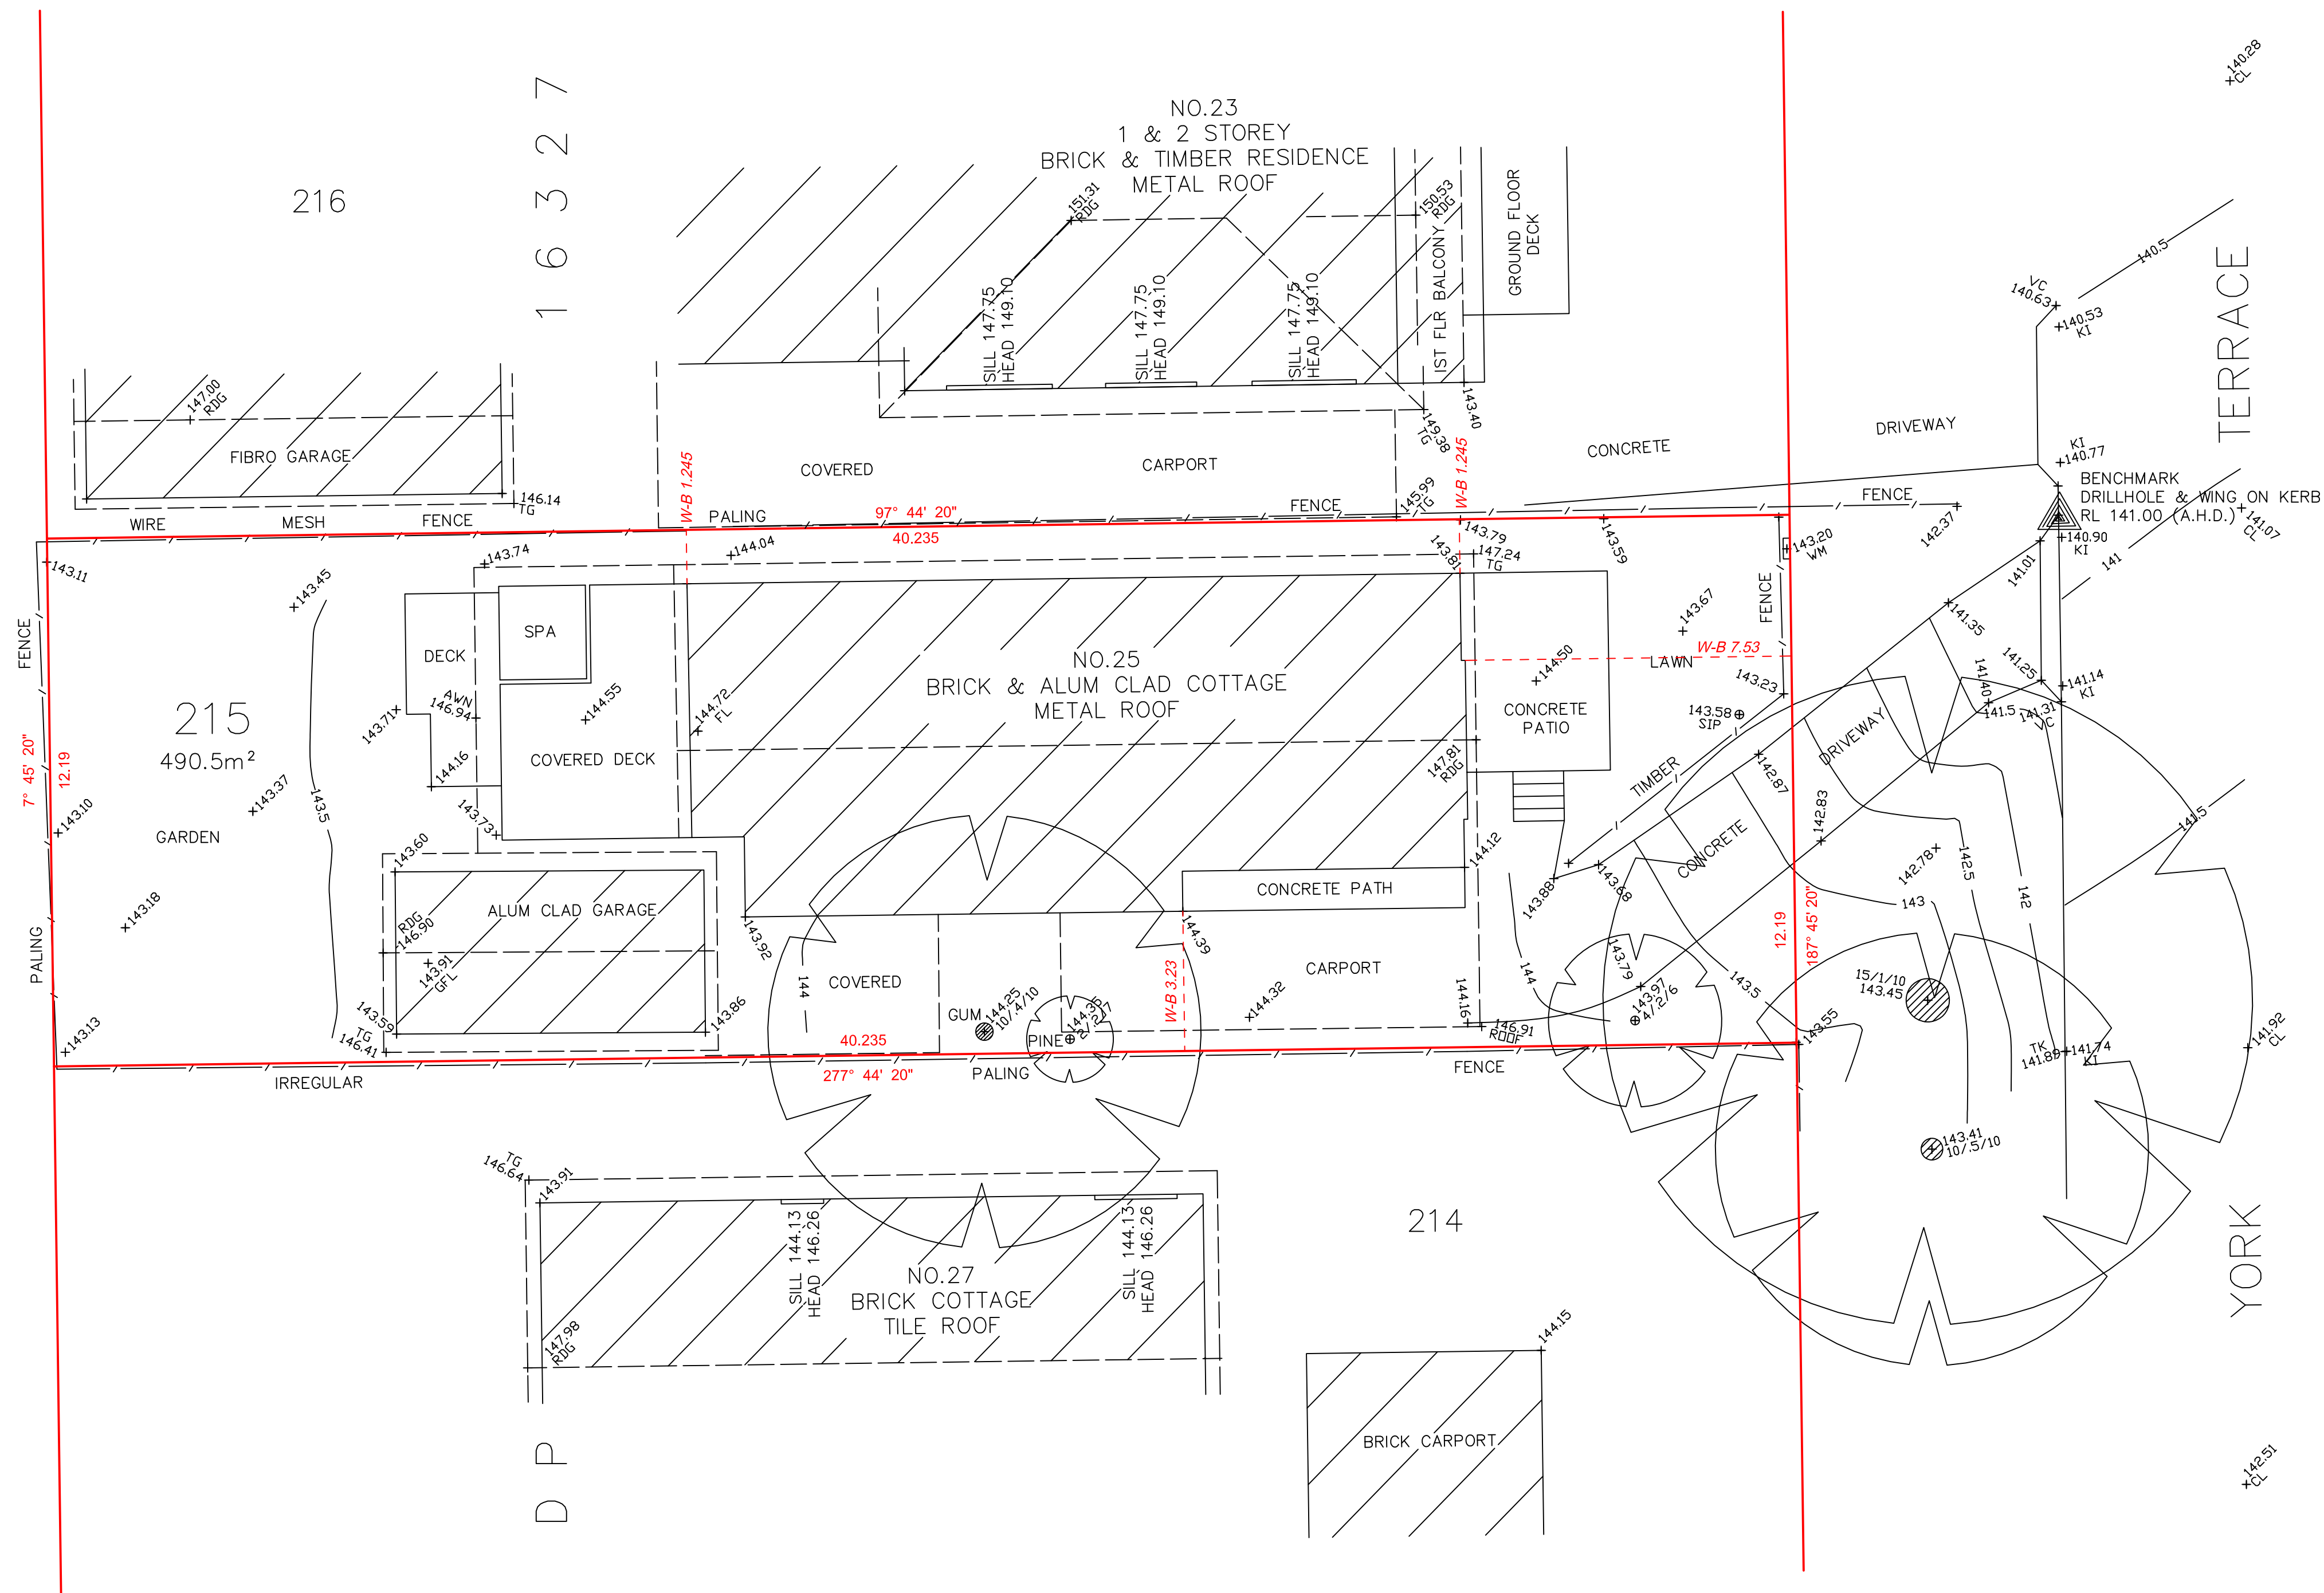 216
DP 16327
NO.23
1 & 2 STOREY
BRICK & TIMBER RESIDENCE
METAL ROOF
151.31
RDG
150.53
RDG
1ST FLR BALCONY
GROUND FLOOR
DECK
SILL 147.75
HEAD 149.10
SILL 147.75
HEAD 149.10
SILL 147.75
HEAD 149.10
140.28
CL
140.5
TERRACE
VC
140.63
140.53
KI
147.00
RDG
FIBRO GARAGE
146.14
TG
143.40
149.38
TG
COVERED
CARPORT
CONCRETE
DRIVEWAY
KI
140.77
BENCHMARK
DRILLHOLE & WING ON KERB
RL 141.00 (A.H.D.)
141.07
CL
140.90
KI
141
141.01
W-B 1.245
W-B 1.245
145.99
TG
WIRE
MESH
FENCE
PALING
97° 44' 20"
40.235
FENCE
FENCE
142.37
143.79
143.59
143.20
WM
143.11
143.45
143.74
144.04
143.81
147.24
TG
143.67
FENCE
FENCE
SPA
DECK
AWN
146.94
143.71
144.16
143.73
144.55
COVERED DECK
144.72
FL
NO.25
BRICK & ALUM CLAD COTTAGE
METAL ROOF
147.81
RDG
144.50
CONCRETE
PATIO
W-B 7.53
LAWN
143.23
143.58
SIP
TIMBER
141.35
141.40
141.25
141.14
KI
141.5
141.31
VC
DRIVEWAY
142.87
142.83
CONCRETE
142.78
142.5
142
143
141.5
215
490.5m²
7° 45' 20"
12.19
143.10
143.37
143.5
GARDEN
143.18
143.13
PALING
143.60
ALUM CLAD GARAGE
RDG
146.90
143.91
GFL
143.59
TG
146.41
143.86
143.92
144
COVERED
GUM
144.25
10/.4/10
PINE
144.35
W-B 3.23
144.39
CONCRETE PATH
144.12
143.88
143.68
CARPORT
144.32
144.16
146.91
ROOF
144
143.79
143.97
4/.2/6
143.5
12.19
187° 45' 20"
143.55
15/1/10
143.45
TK
141.89
141.74
KI
141.92
CL
IRREGULAR
40.235
277° 44' 20"
PALING
FENCE
143.41
10/.5/10
TG
146.64
143.91
SILL 144.13
HEAD 146.26
SILL 144.13
HEAD 146.26
NO.27
BRICK COTTAGE
TILE ROOF
147.98
RDG
214
144.15
BRICK CARPORT
YORK
142.51
CL